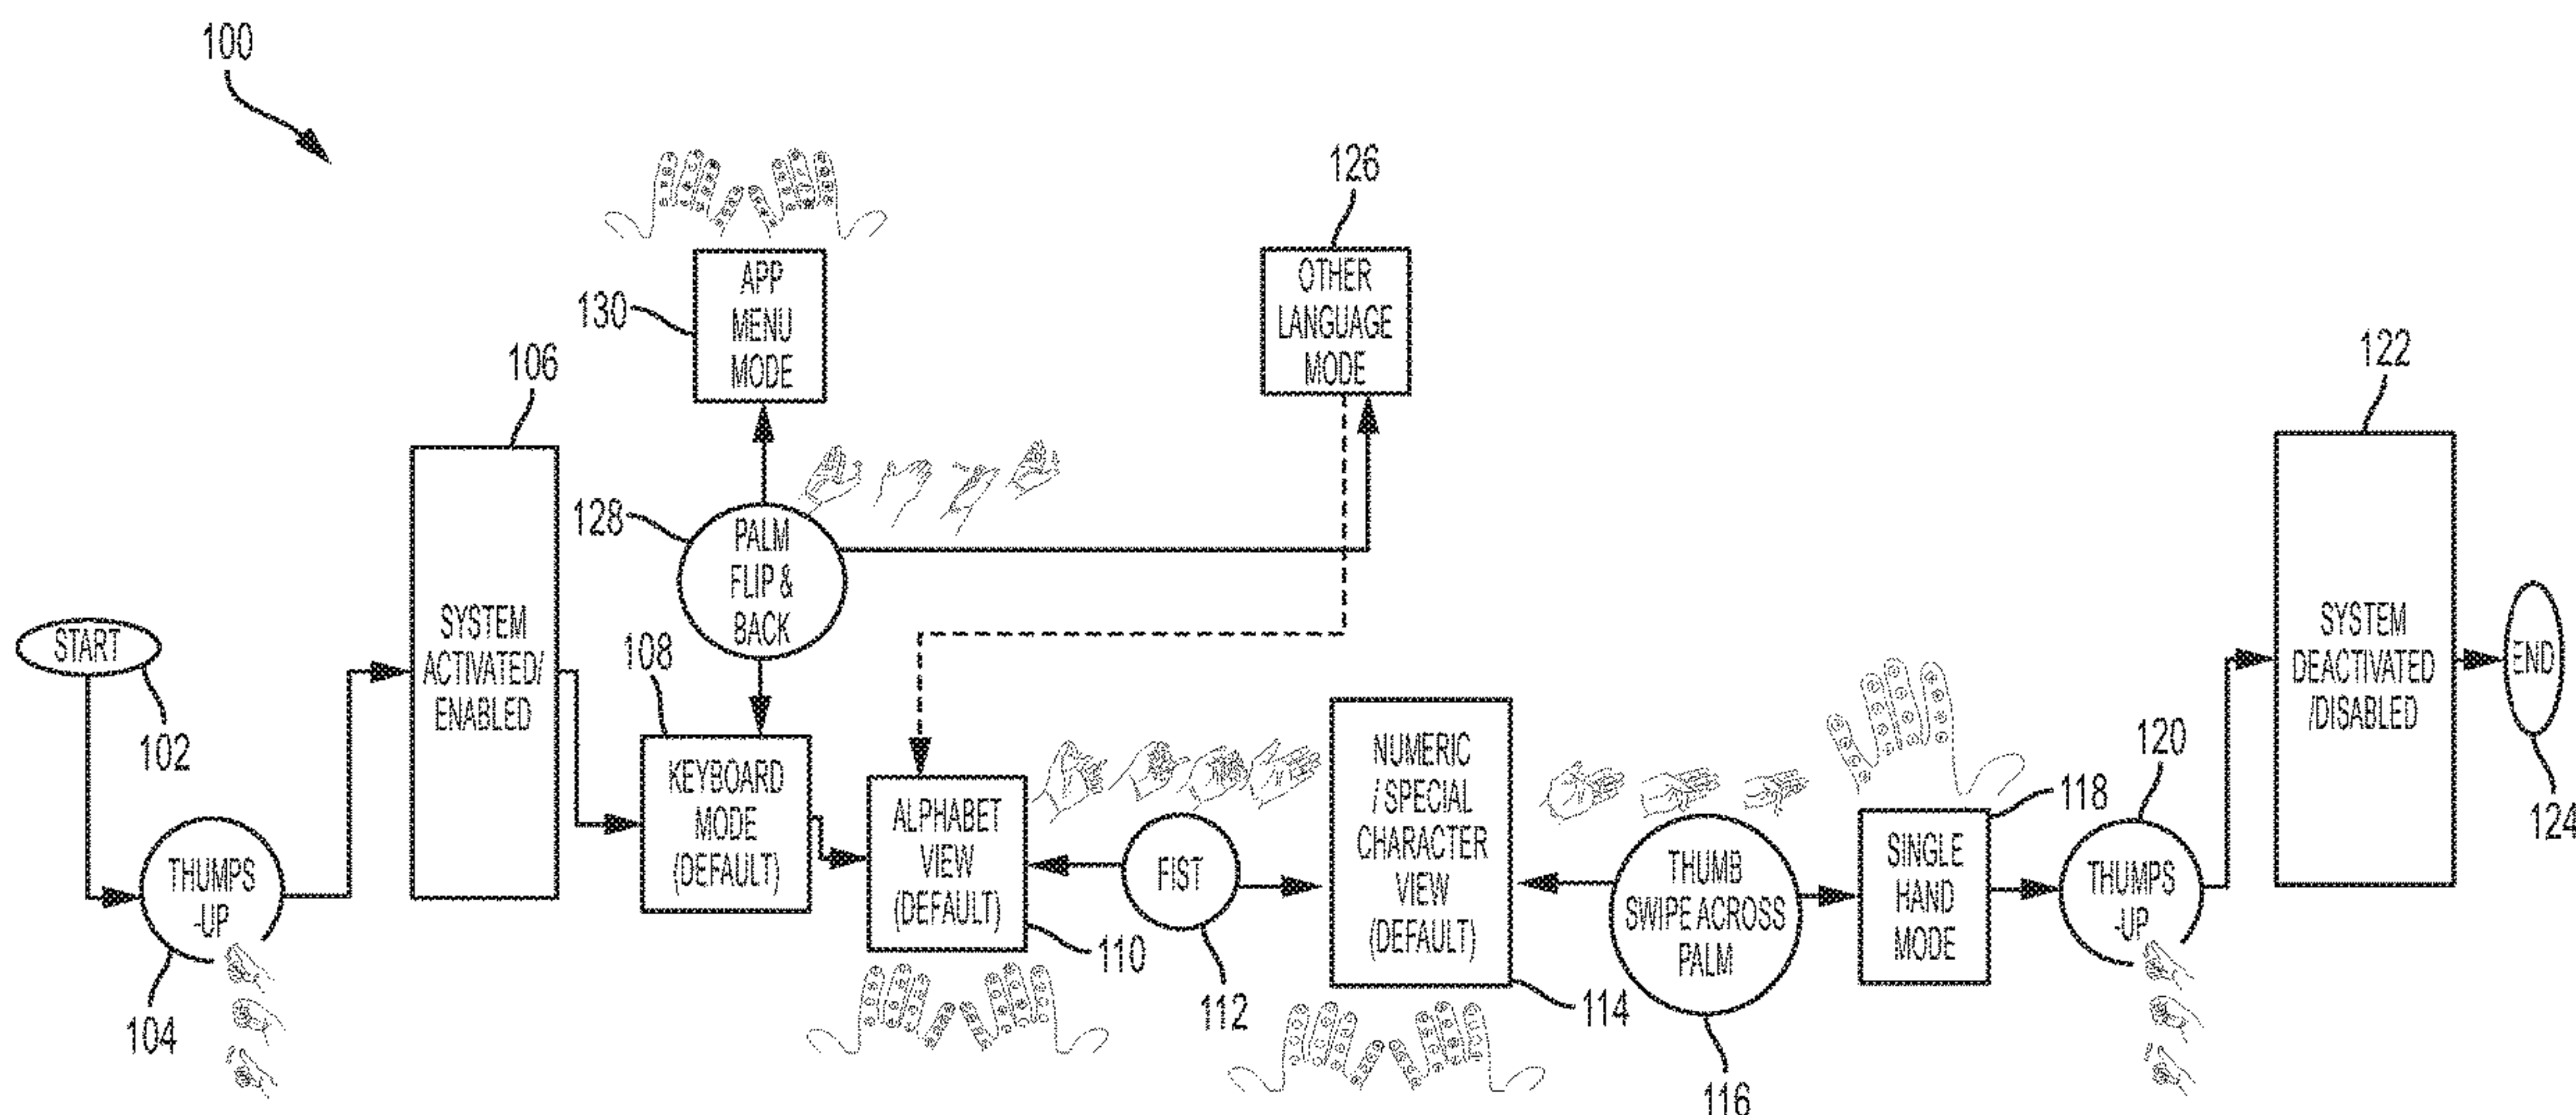 100
126
APP
MENU
MODE
130
OTHER
LANGUAGE
MODE
106
122
128
PALM
FLIP &
BACK
START
102
SYSTEM
ACTIVATED/
ENABLED
108
KEYBOARD
MODE
(DEFAULT)
ALPHABET
VIEW
(DEFAULT)
110
FIST
112
NUMERIC
/ SPECIAL
CHARACTER
VIEW
(DEFAULT)
114
THUMB
SWIPE ACROSS
PALM
116
SINGLE
HAND
MODE
118
120
THUMPS
-UP
THUMPS
-UP
104
SYSTEM
DEACTIVATED
/DISABLED
END
124